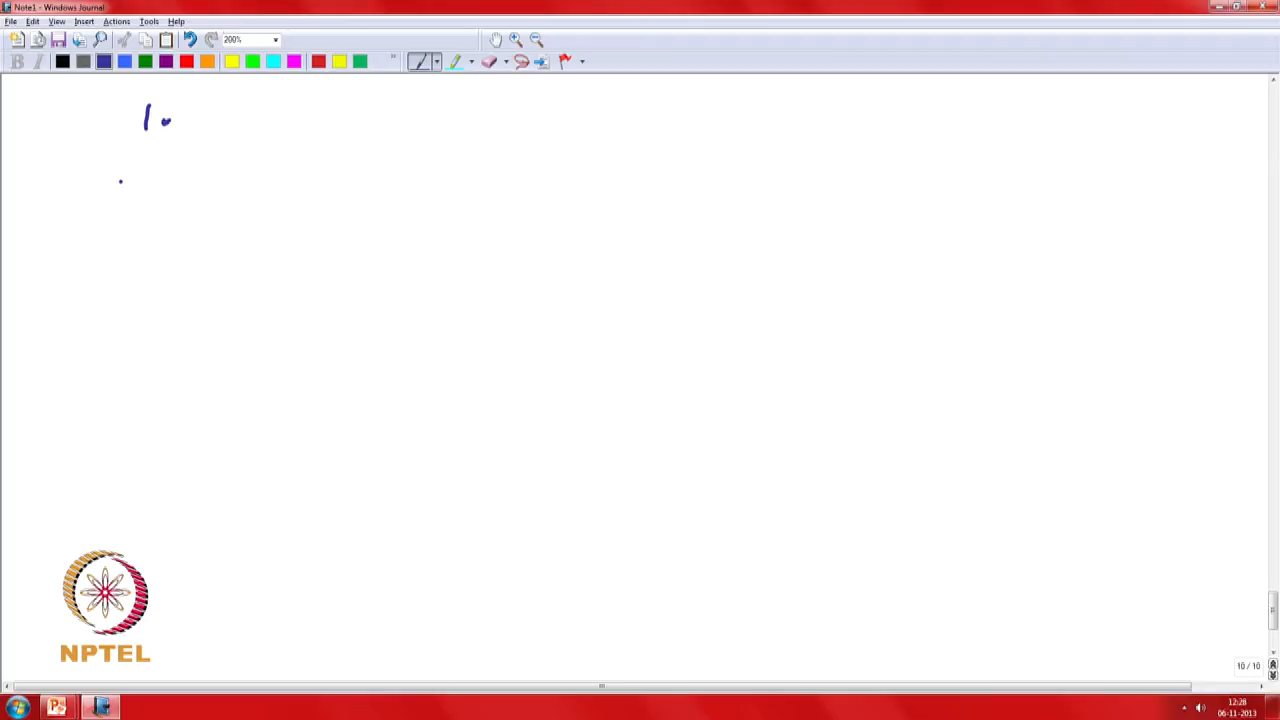 Note1 - Windows Journal
File Edit View Insert Actions Tools Help
200%
B I
1.
NPTEL
10 / 10
12:28
06-11-2013